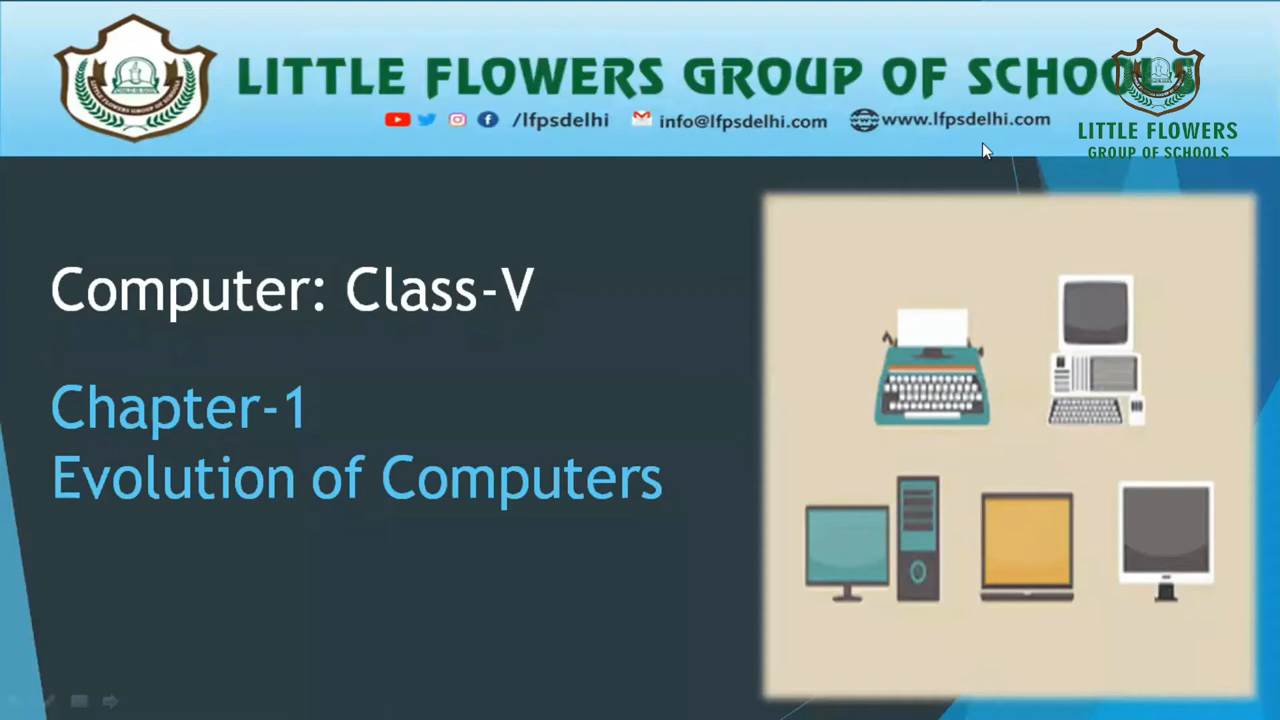 LITTLE FLOWERS GROUP OF SCHOOLS
/lfpsdelhi info@lfpsdelhi.com www.lfpsdelhi.com
LITTLE FLOWERS
GROUP OF SCHOOLS
Computer: Class-V
Chapter-1
Evolution of Computers